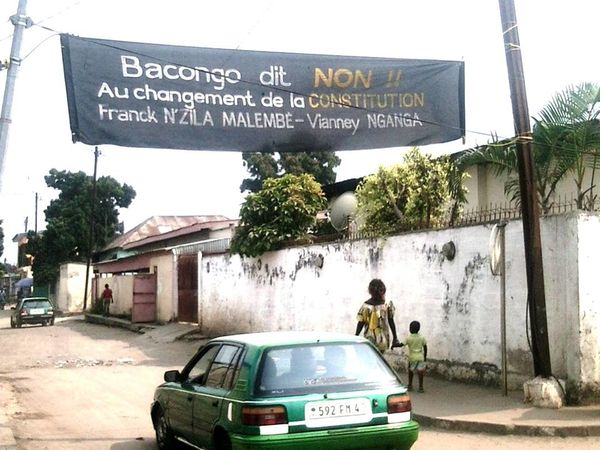 Bacongo dit NON !!
Au changement de la CONSTITUTION
Franck N'ZILA MALEMBE - Vianney NGANGA
592 FM 4